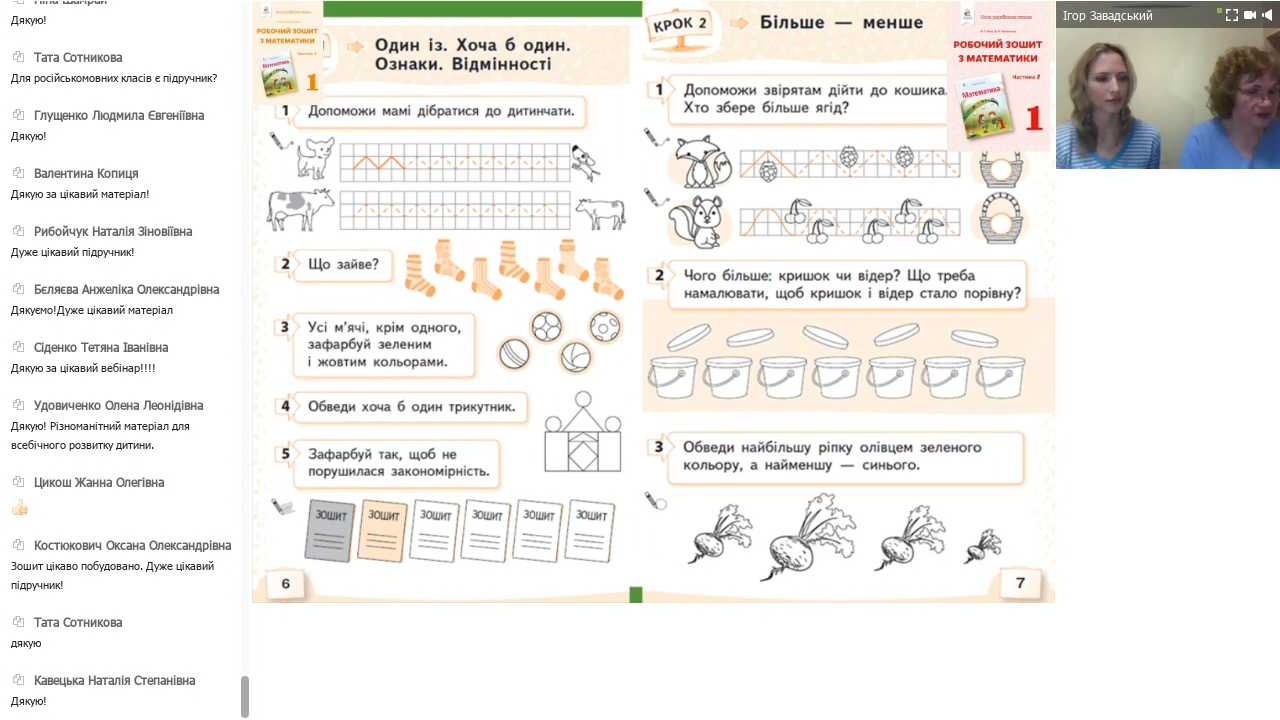 Дякую!
Тата Сотникова
Для російськомовних класів є підручник?
Глущенко Людмила Євгеніївна
Дякую!
Валентина Копиця
Дякую за цікавий матеріал!
Рибойчук Наталія Зіновіївна
Дуже цікавий підручник!
Бєляєва Анжеліка Олександрівна
Дякуємо!Дуже цікавий матеріал
Сіденко Тетяна Іванівна
Дякую за цікавий вебінар!!!!
Удовиченко Олена Леонідівна
Дякую! Різноманітний матеріал для
всебічного розвитку дитини.
Цикош Жанна Олегівна
Костюкович Оксана Олександрівна
Зошит цікаво побудовано. Дуже цікавий
підручник!
Тата Сотникова
дякую
Кавецька Наталія Степанівна
Дякую!
РОБОЧИЙ ЗОШИТ
З МАТЕМАТИКИ
Математика
1
Один із. Хоча б один.
Ознаки. Відмінності
1 Допоможи мамі дібратися до дитинчати.
2 Що зайве?
3 Усі м’ячі, крім одного,
зафарбуй зеленим
і жовтим кольорами.
4 Обведи хоча б один трикутник.
5 Зафарбуй так, щоб не
порушилася закономірність.
ЗОШИТ ЗОШИТ ЗОШИТ ЗОШИТ ЗОШИТ ЗОШИТ
6
КРОК 2
Більше — менше
РОБОЧИЙ ЗОШИТ
З МАТЕМАТИКИ
Частина 2
Математика
1
1 Допоможи звірятам дійти до кошика.
Хто збере більше ягід?
2 Чого більше: кришок чи відер? Що треба
намалювати, щоб кришок і відер стало порівну?
3 Обведи найбільшу ріпку олівцем зеленого
кольору, а найменшу — синього.
7
Ігор Завадський